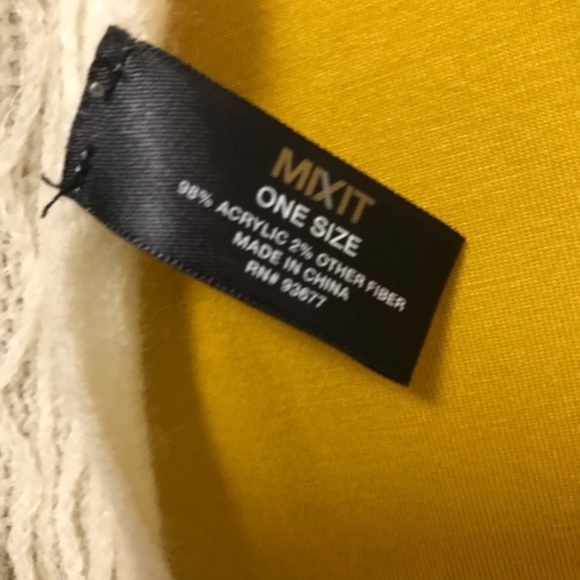 MIXIT
ONE SIZE
98% ACRYLIC 2% OTHER FIBER
MADE IN CHINA
RN# 93677